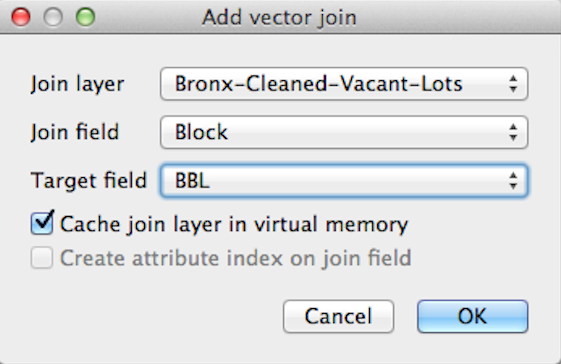 Add vector join
Join layer Bronx-Cleaned-Vacant-Lots
Join field Block
Target field BBL
Cache join layer in virtual memory
Create attribute index on join field
Cancel OK